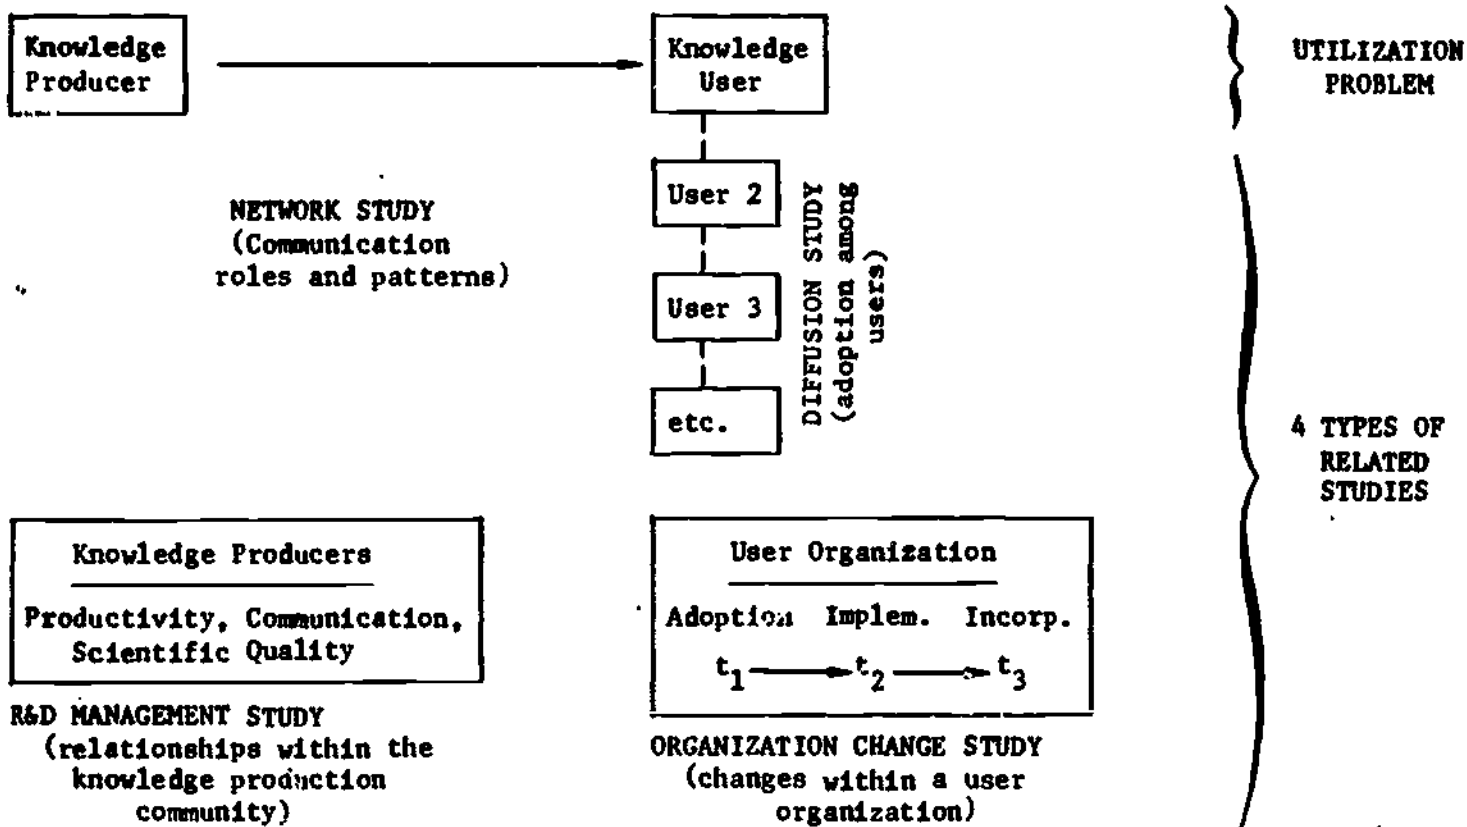 Knowledge
Producer
Knowledge
User
UTILIZATION
PROBLEM
NETWORK STUDY
(Communication
roles and patterns)
User 2
User 3
etc.
DIFFUSION STUDY
(adoption among
users)
4 TYPES OF
RELATED
STUDIES
Knowledge Producers
Productivity, Communication,
Scientific Quality
R&D MANAGEMENT STUDY
(relationships within the
knowledge production
community)
User Organization
Adoption Implem. Incorp.
t1 t2 t3
ORGANIZATION CHANGE STUDY
(changes within a user
organization)